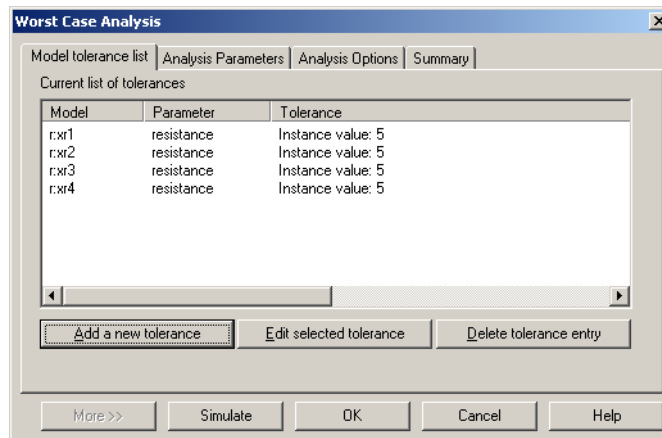 Worst Case Analysis
Model tolerance list Analysis Parameters Analysis Options Summary
Current list of tolerances
Model Parameter Tolerance
r:xr1 resistance Instance value: 5
r:xr2 resistance Instance value: 5
r:xr3 resistance Instance value: 5
r:xr4 resistance Instance value: 5
Add a new tolerance Edit selected tolerance Delete tolerance entry
More >> Simulate OK Cancel Help